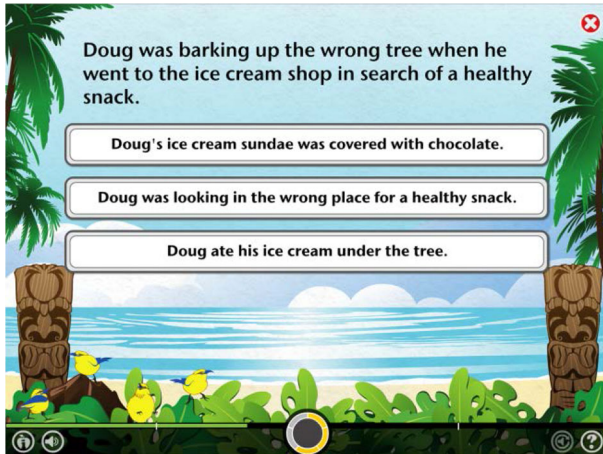 Doug was barking up the wrong tree when he
went to the ice cream shop in search of a healthy
snack.
Doug's ice cream sundae was covered with chocolate.
Doug was looking in the wrong place for a healthy snack.
Doug ate his ice cream under the tree.
?